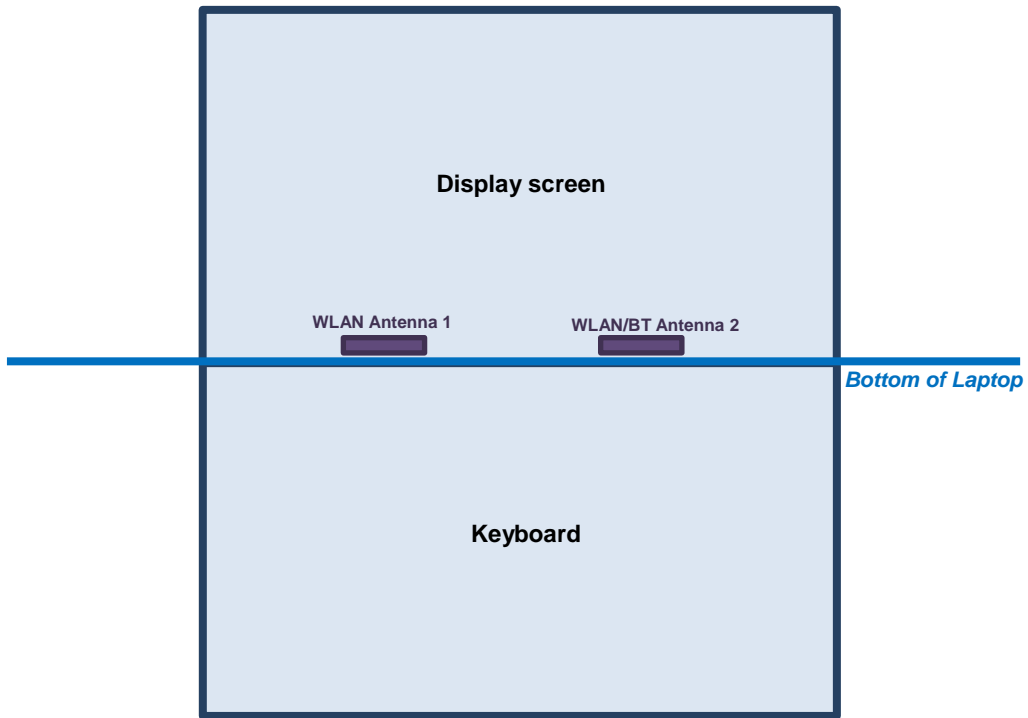 Display screen
WLAN Antenna 1
WLAN/BT Antenna 2
Bottom of Laptop
Keyboard